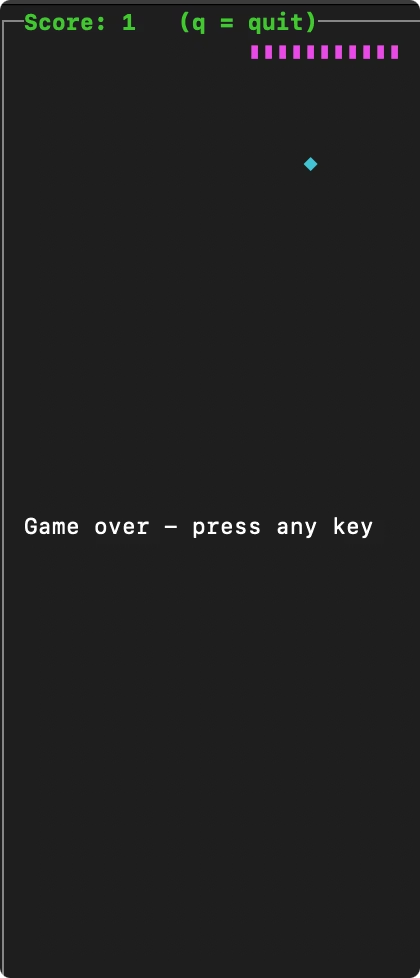 Score: 1   (q = quit)
Game over – press any key